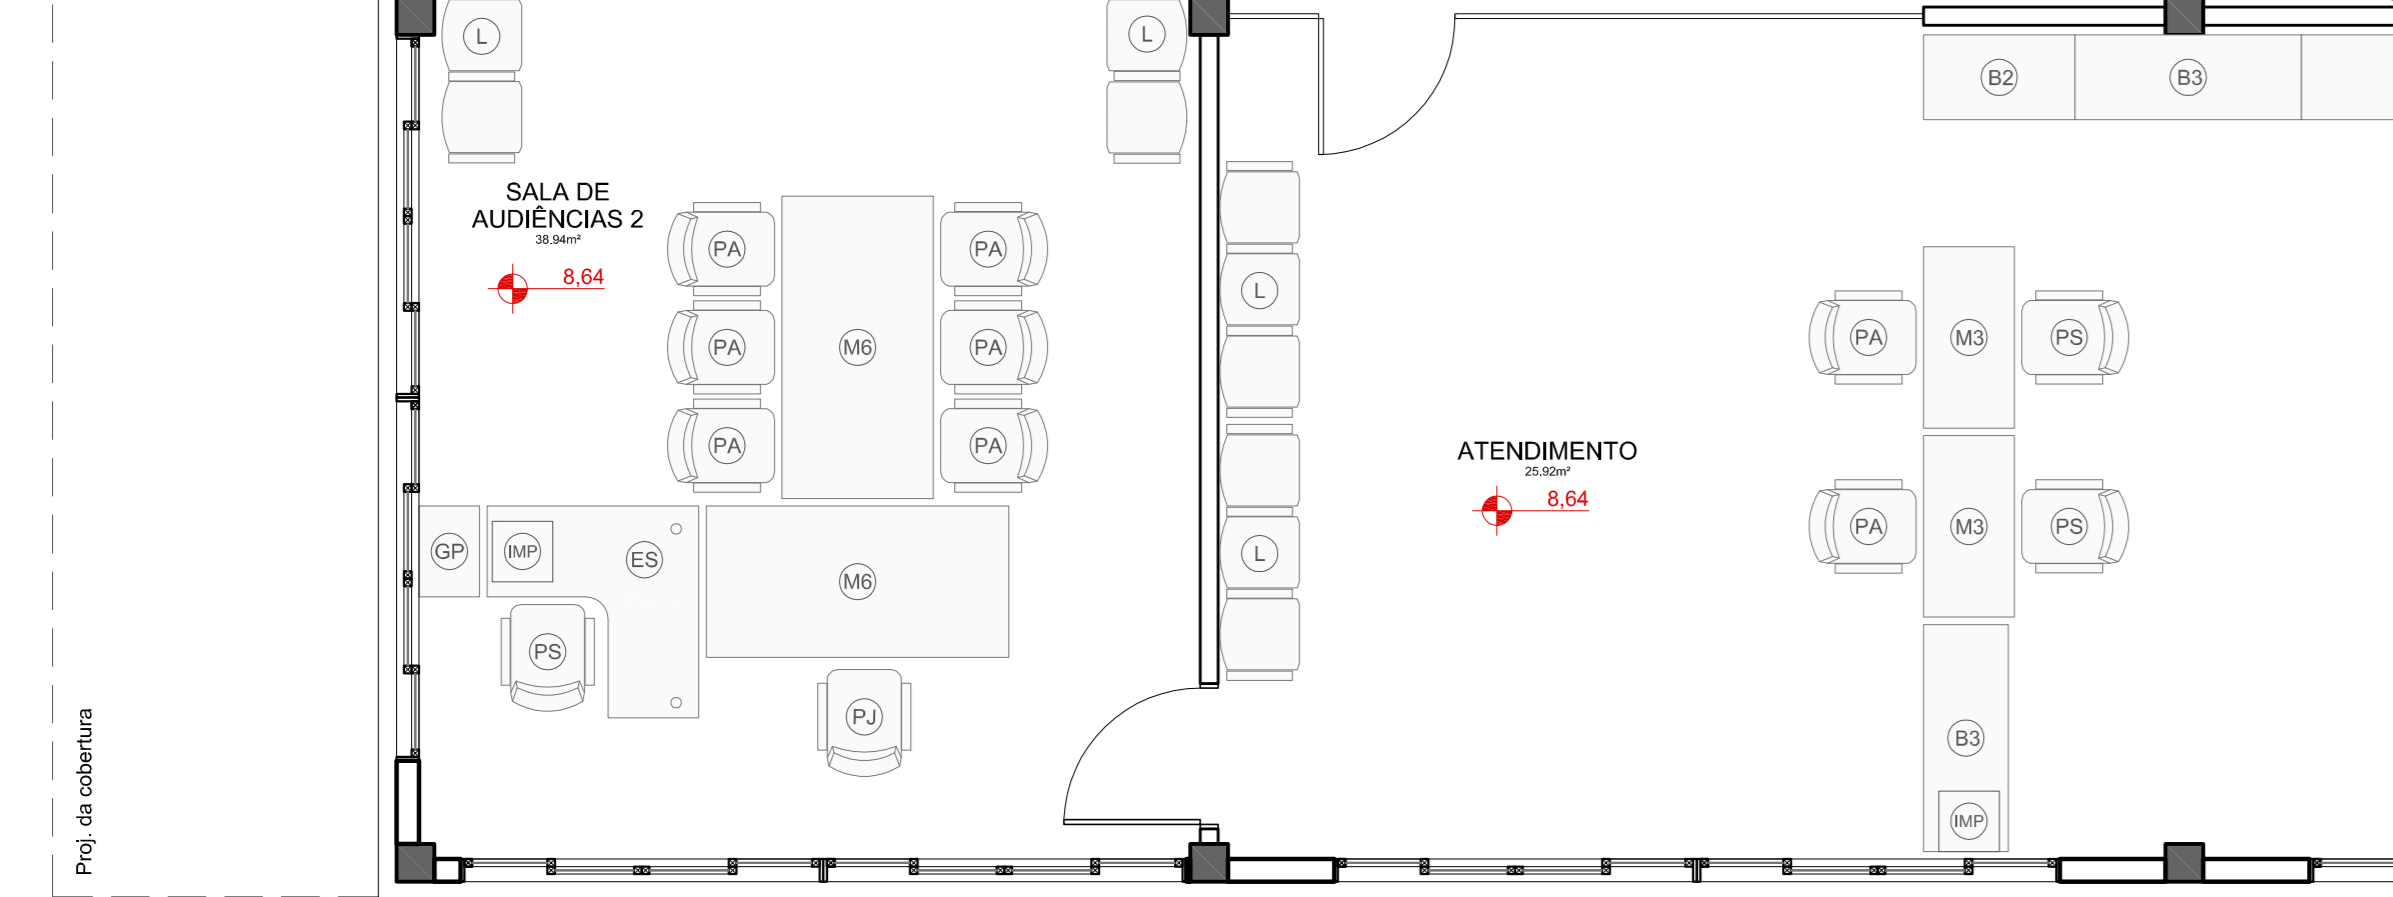 L
L
B2
B3
SALA DE
AUDIÊNCIAS 2
38.94m²
8,64
PA
PA
PA
PA
PA
PA
M6
L
L
PA
M3
PS
PA
M3
PS
ATENDIMENTO
25.92m²
8,64
GP
IMP
ES
M6
PS
PJ
B3
IMP
Proj. da cobertura